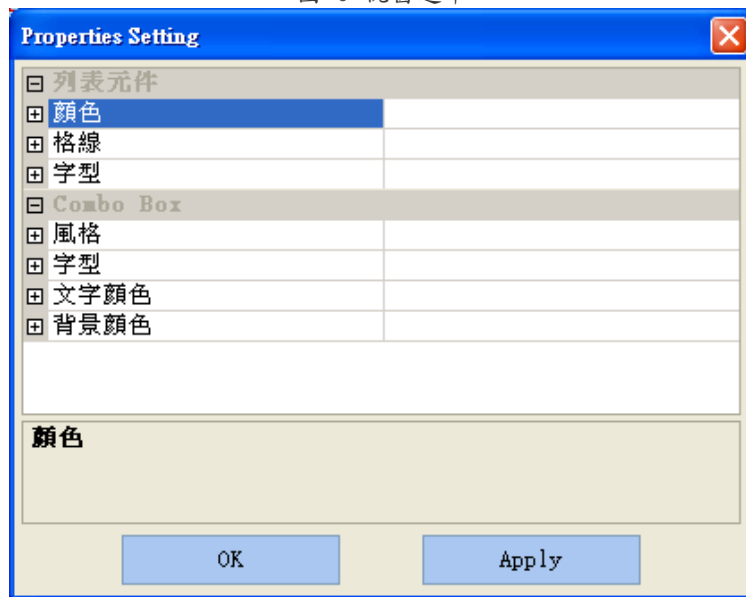 Properties Setting
列表元件
顏色
格線
字型
Combo Box
風格
字型
文字顏色
背景顏色
顏色
OK
Apply